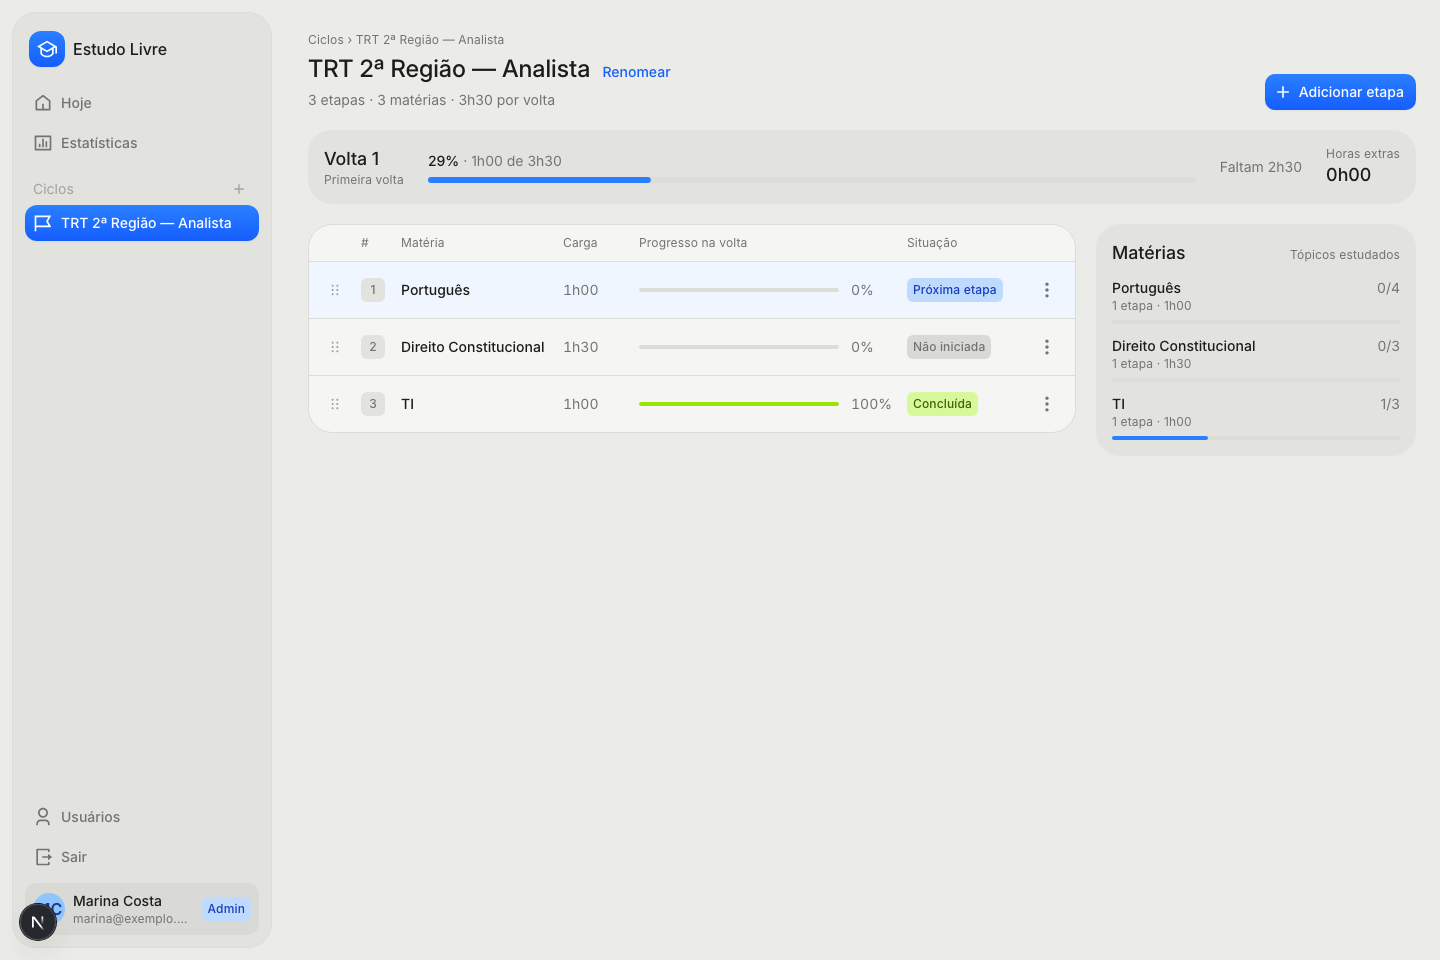 Estudo Livre
Hoje
Estatísticas
Ciclos
TRT 2ª Região — Analista
Usuários
Sair
Marina Costa
marina@exemplo....
Admin
N
Ciclos › TRT 2ª Região — Analista
TRT 2ª Região — Analista Renomear
3 etapas · 3 matérias · 3h30 por volta
Adicionar etapa
Volta 1
Primeira volta
29% · 1h00 de 3h30
Faltam 2h30
Horas extras
0h00
# Matéria Carga Progresso na volta Situação
1 Português 1h00 0% Próxima etapa
2 Direito Constitucional 1h30 0% Não iniciada
3 TI 1h00 100% Concluída
Matérias Tópicos estudados
Português 0/4
1 etapa · 1h00
Direito Constitucional 0/3
1 etapa · 1h30
TI 1/3
1 etapa · 1h00